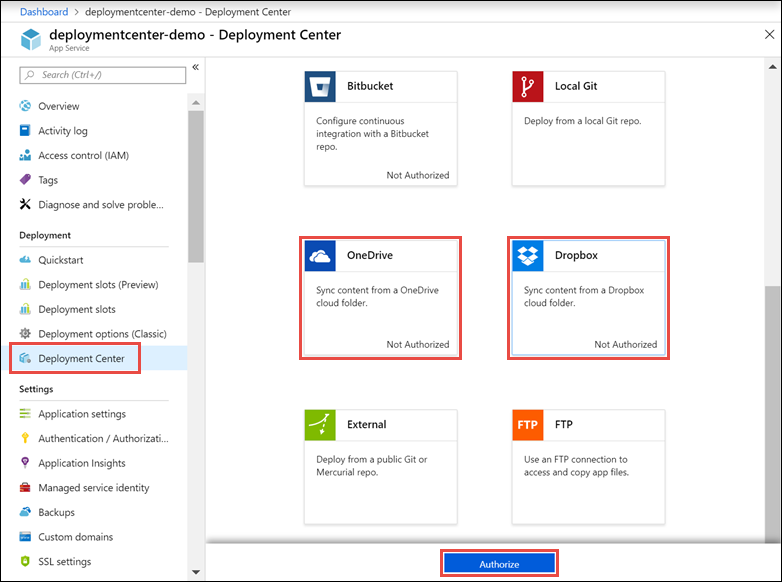 Dashboard > deploymentcenter-demo - Deployment Center
deploymentcenter-demo - Deployment Center
App Service
Search (Ctrl+/)
Overview
Activity log
Access control (IAM)
Tags
Diagnose and solve proble...
Deployment
Quickstart
Deployment slots (Preview)
Deployment slots
Deployment options (Classic)
Deployment Center
Settings
Application settings
Authentication / Authorizati...
Application Insights
Managed service identity
Backups
Custom domains
SSL settings
Bitbucket
Configure continuous
integration with a Bitbucket
repo.
Not Authorized
Local Git
Deploy from a local Git repo.
OneDrive
Sync content from a OneDrive
cloud folder.
Not Authorized
Dropbox
Sync content from a Dropbox
cloud folder.
Not Authorized
External
Deploy from a public Git or
Mercurial repo.
FTP
FTP
Use an FTP connection to
access and copy app files.
Authorize